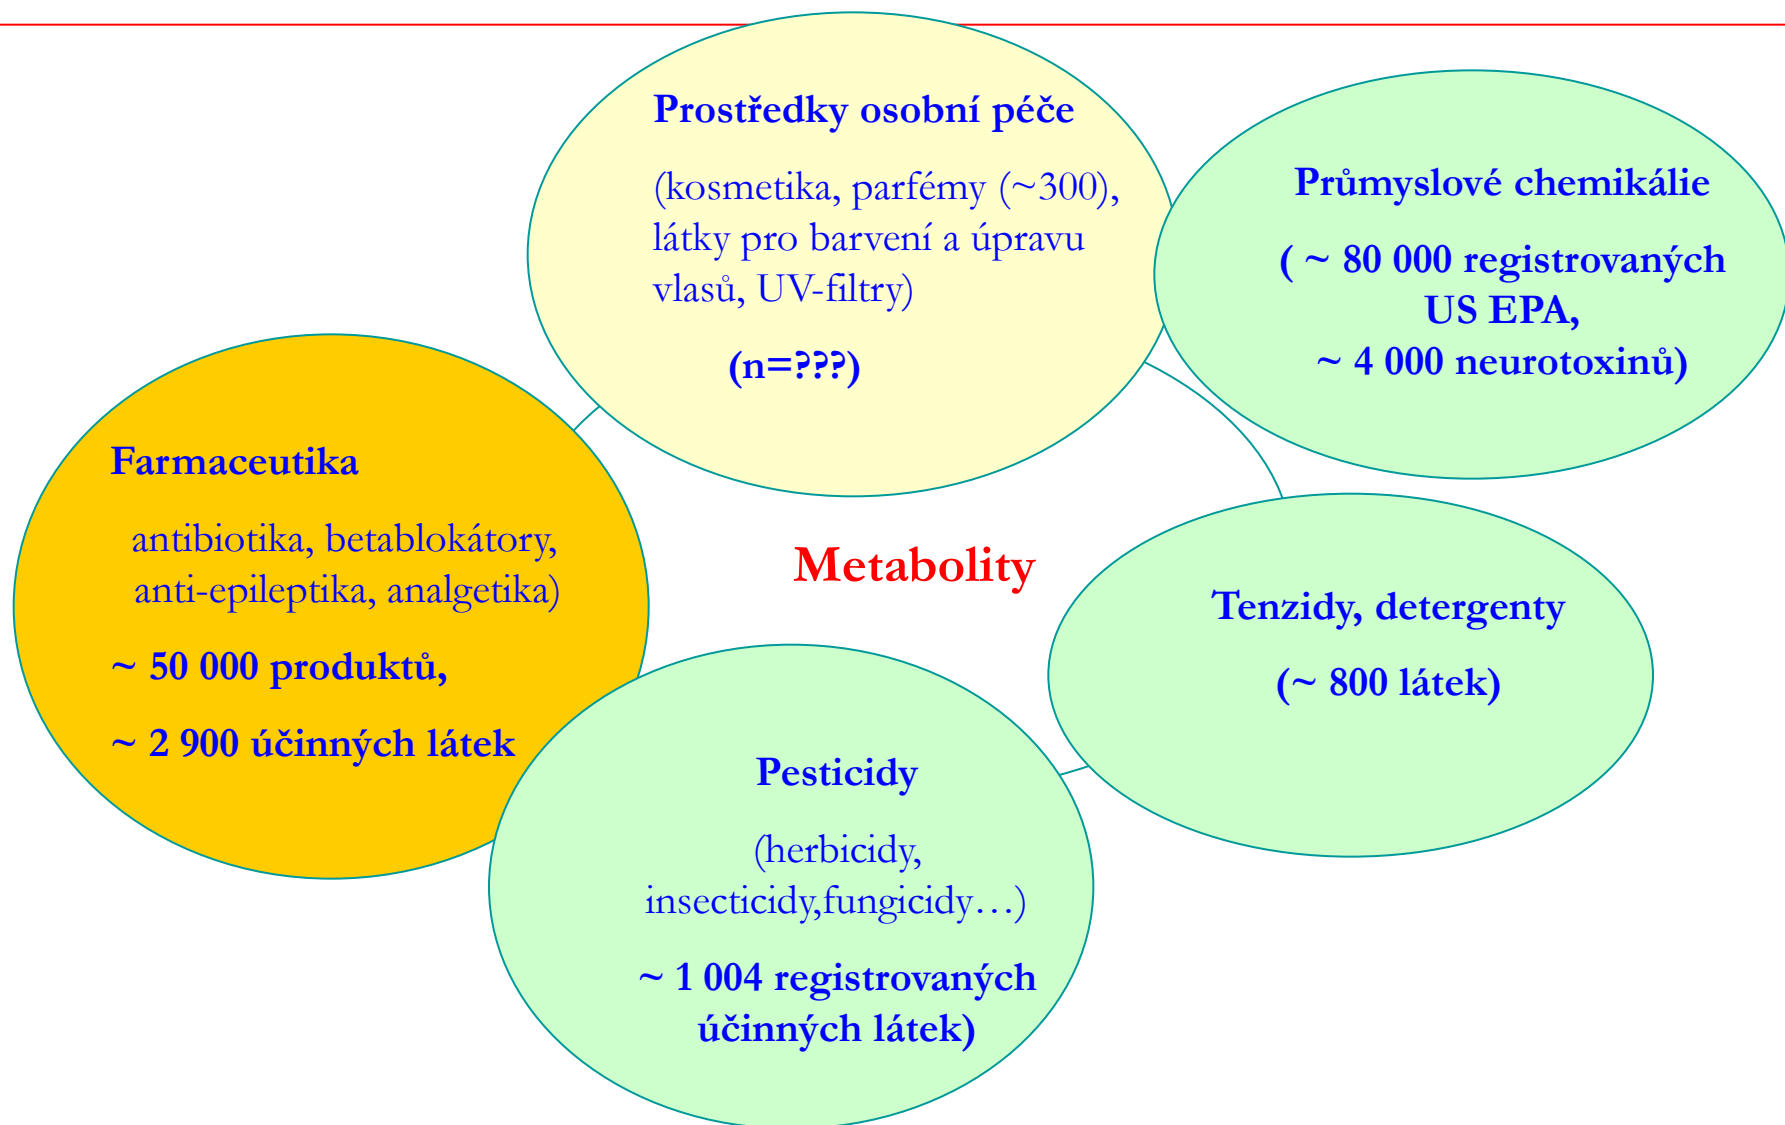 Prostředky osobní péče
(kosmetika, parfémy (~300),
látky pro barvení a úpravu
vlasů, UV-filtry)
(n=???)
Průmyslové chemikálie
( ~ 80 000 registrovaných
US EPA,
~ 4 000 neurotoxinů)
Farmaceutika
antibiotika, betablokátory,
anti-epileptika, analgetika)
~ 50 000 produktů,
~ 2 900 účinných látek
Metabolity
Tenzidy, detergenty
(~ 800 látek)
Pesticidy
(herbicidy,
insecticidy,fungicidy…)
~ 1 004 registrovaných
účinných látek)